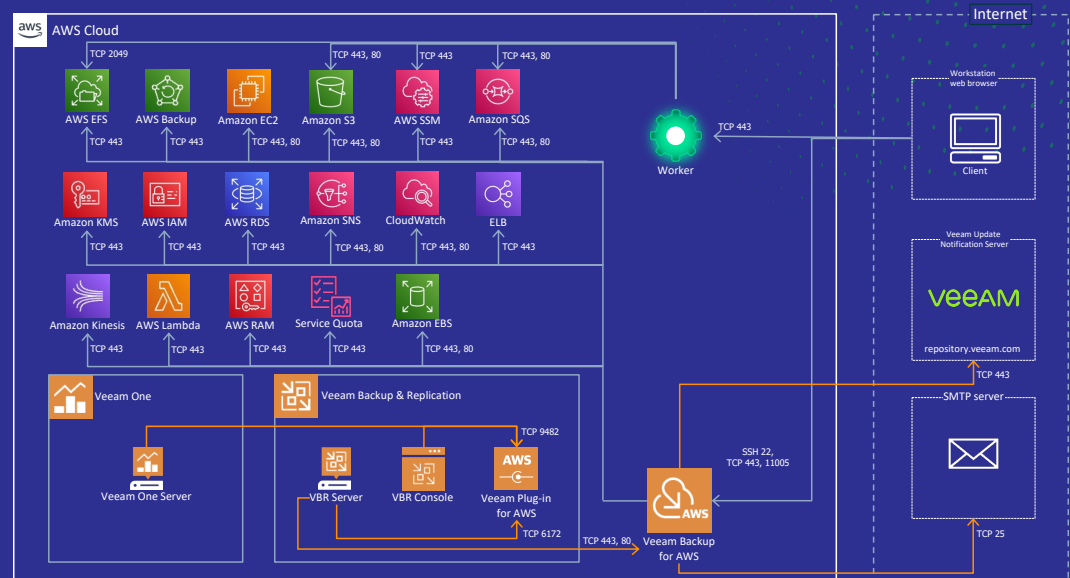 aws
AWS Cloud
Internet
TCP 2049
TCP 443, 80
TCP 443
TCP 443, 80
AWS EFS
AWS Backup
Amazon EC2
Amazon S3
AWS SSM
Amazon SQS
TCP 443
TCP 443
TCP 443, 80
TCP 443, 80
TCP 443
TCP 443, 80
Worker
TCP 443
Workstation
web browser
Client
Amazon KMS
AWS IAM
AWS RDS
Amazon SNS
CloudWatch
ELB
TCP 443
TCP 443
TCP 443
TCP 443, 80
TCP 443, 80
TCP 443
Veeam Update
Notification Server
VEEAM
repository.veeam.com
TCP 443
Amazon Kinesis
AWS Lambda
AWS RAM
Service Quota
Amazon EBS
TCP 443
TCP 443
TCP 443
TCP 443
TCP 443, 80
Veeam One
Veeam One Server
Veeam Backup & Replication
TCP 9482
AWS
VBR Server
VBR Console
Veeam Plug-in
for AWS
TCP 6172
TCP 443, 80
SSH 22,
TCP 443, 11005
AWS
Veeam Backup
for AWS
SMTP server
TCP 25